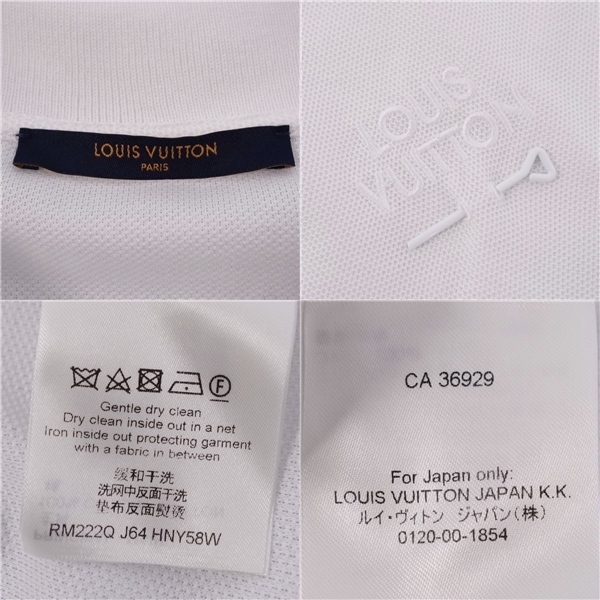 LOUIS VUITTON
PARIS
LOUIS
VUITTON
Gentle dry clean
Dry clean inside out in a net
Iron inside out protecting garment
with a fabric in between
缓和干洗
洗网中反面干洗
垫布反面熨烫
RM222Q J64 HNY58W
CA 36929
For Japan only:
LOUIS VUITTON JAPAN K.K.
ルイ・ヴィトン ジャパン(株)
0120-00-1854